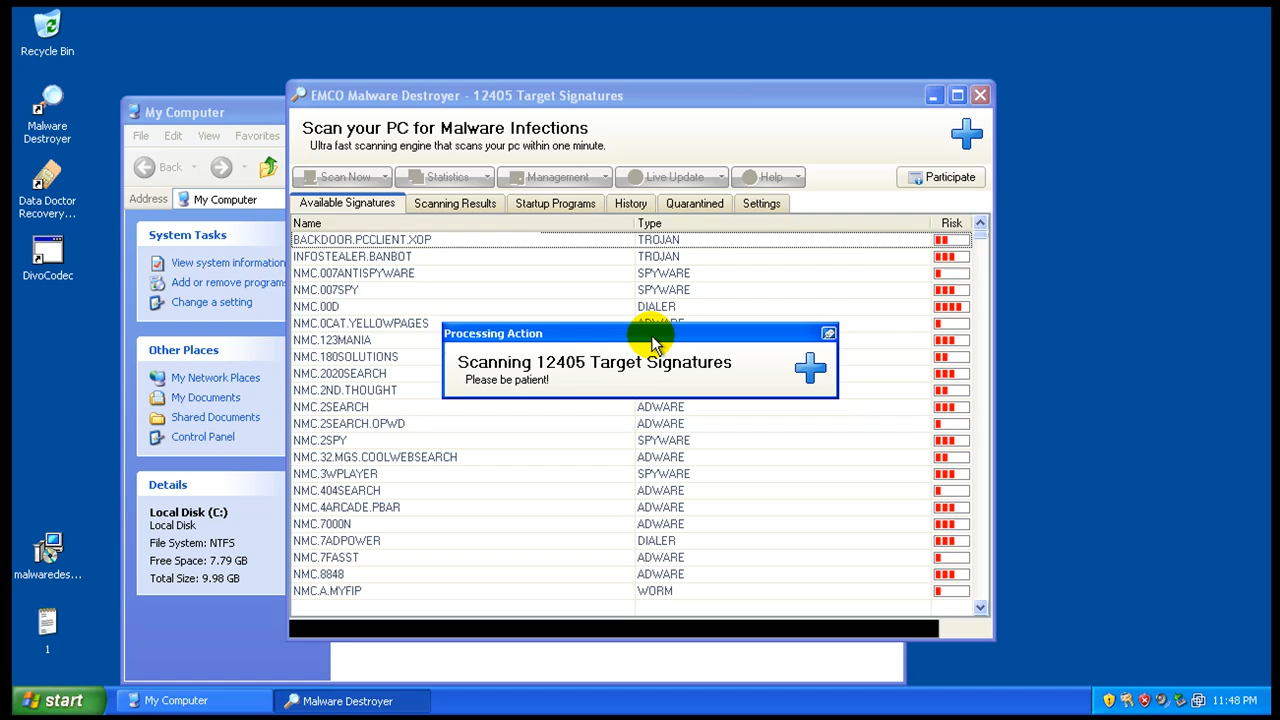 Recycle Bin
Malware
Destroyer
Data Doctor
Recovery...
DivoCodec
malwaredes...
1
My Computer
File Edit View Favorites
Back
Address My Computer
System Tasks
View system information
Add or remove programs
Change a setting
Other Places
My Network Places
My Documents
Shared Documents
Control Panel
Details
Local Disk (C:)
Local Disk
File System: NTFS
Free Space: 7.79 GB
Total Size: 9.98 GB
EMCO Malware Destroyer - 12405 Target Signatures
Scan your PC for Malware Infections
Ultra fast scanning engine that scans your pc within one minute.
Scan Now Statistics Management Live Update Help Participate
Available Signatures Scanning Results Startup Programs History Quarantined Settings
Name Type Risk
BACKDOOR.PCCLIENT.XOP TROJAN
INFOSTEALER.BANBOT TROJAN
NMC.007ANTISPYWARE SPYWARE
NMC.007SPY SPYWARE
NMC.00D DIALER
NMC.0CAT.YELLOWPAGES ADWARE
NMC.123MANIA
NMC.180SOLUTIONS
NMC.2020SEARCH
NMC.2ND.THOUGHT
NMC.2SEARCH ADWARE
NMC.2SEARCH.OPWD ADWARE
NMC.2SPY SPYWARE
NMC.32.MGS.COOLWEBSEARCH ADWARE
NMC.3WPLAYER SPYWARE
NMC.404SEARCH ADWARE
NMC.4ARCADE.PBAR ADWARE
NMC.7000N ADWARE
NMC.7ADPOWER DIALER
NMC.7FASST ADWARE
NMC.8848 ADWARE
NMC.A.MYFIP WORM
Processing Action
Scanning 12405 Target Signatures
Please be patient!
start My Computer Malware Destroyer 11:48 PM